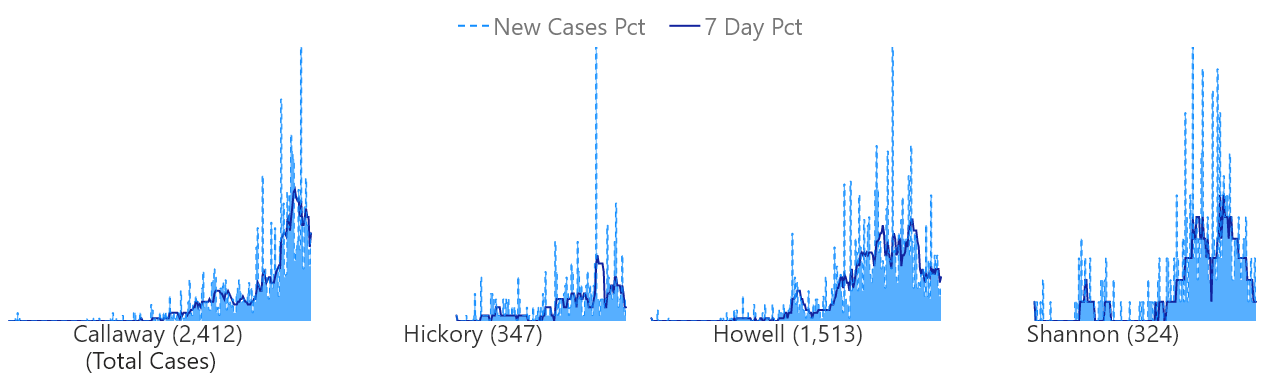 New Cases Pct 7 Day Pct
Callaway (2,412) Hickory (347) Howell (1,513) Shannon (324)
(Total Cases)